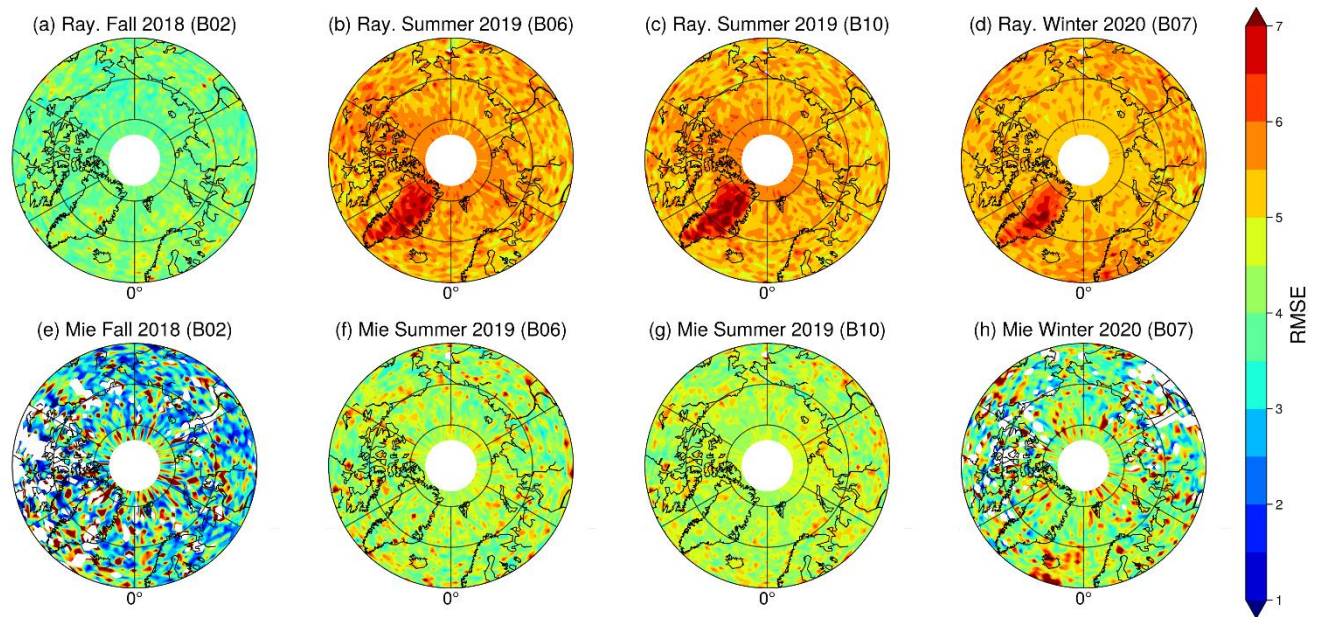 (a) Ray. Fall 2018 (B02)
(b) Ray. Summer 2019 (B06)
(c) Ray. Summer 2019 (B10)
(d) Ray. Winter 2020 (B07)
0°
0°
0°
0°
(e) Mie Fall 2018 (B02)
(f) Mie Summer 2019 (B06)
(g) Mie Summer 2019 (B10)
(h) Mie Winter 2020 (B07)
0°
0°
0°
0°
7
6
5
4
3
2
1
RMSE